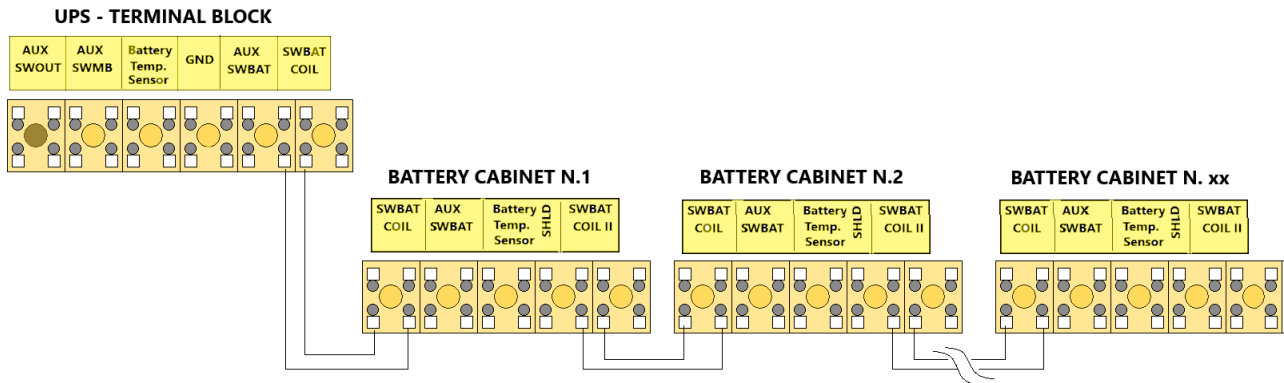 UPS - TERMINAL BLOCK
AUX SWOUT
AUX SWMB
Battery Temp. Sensor
GND
AUX SWBAT
SWBAT COIL
BATTERY CABINET N.1
SWBAT COIL
AUX SWBAT
Battery Temp. Sensor
SHLD
SWBAT COIL II
BATTERY CABINET N.2
SWBAT COIL
AUX SWBAT
Battery Temp. Sensor
SHLD
SWBAT COIL II
BATTERY CABINET N. xx
SWBAT COIL
AUX SWBAT
Battery Temp. Sensor
SHLD
SWBAT COIL II